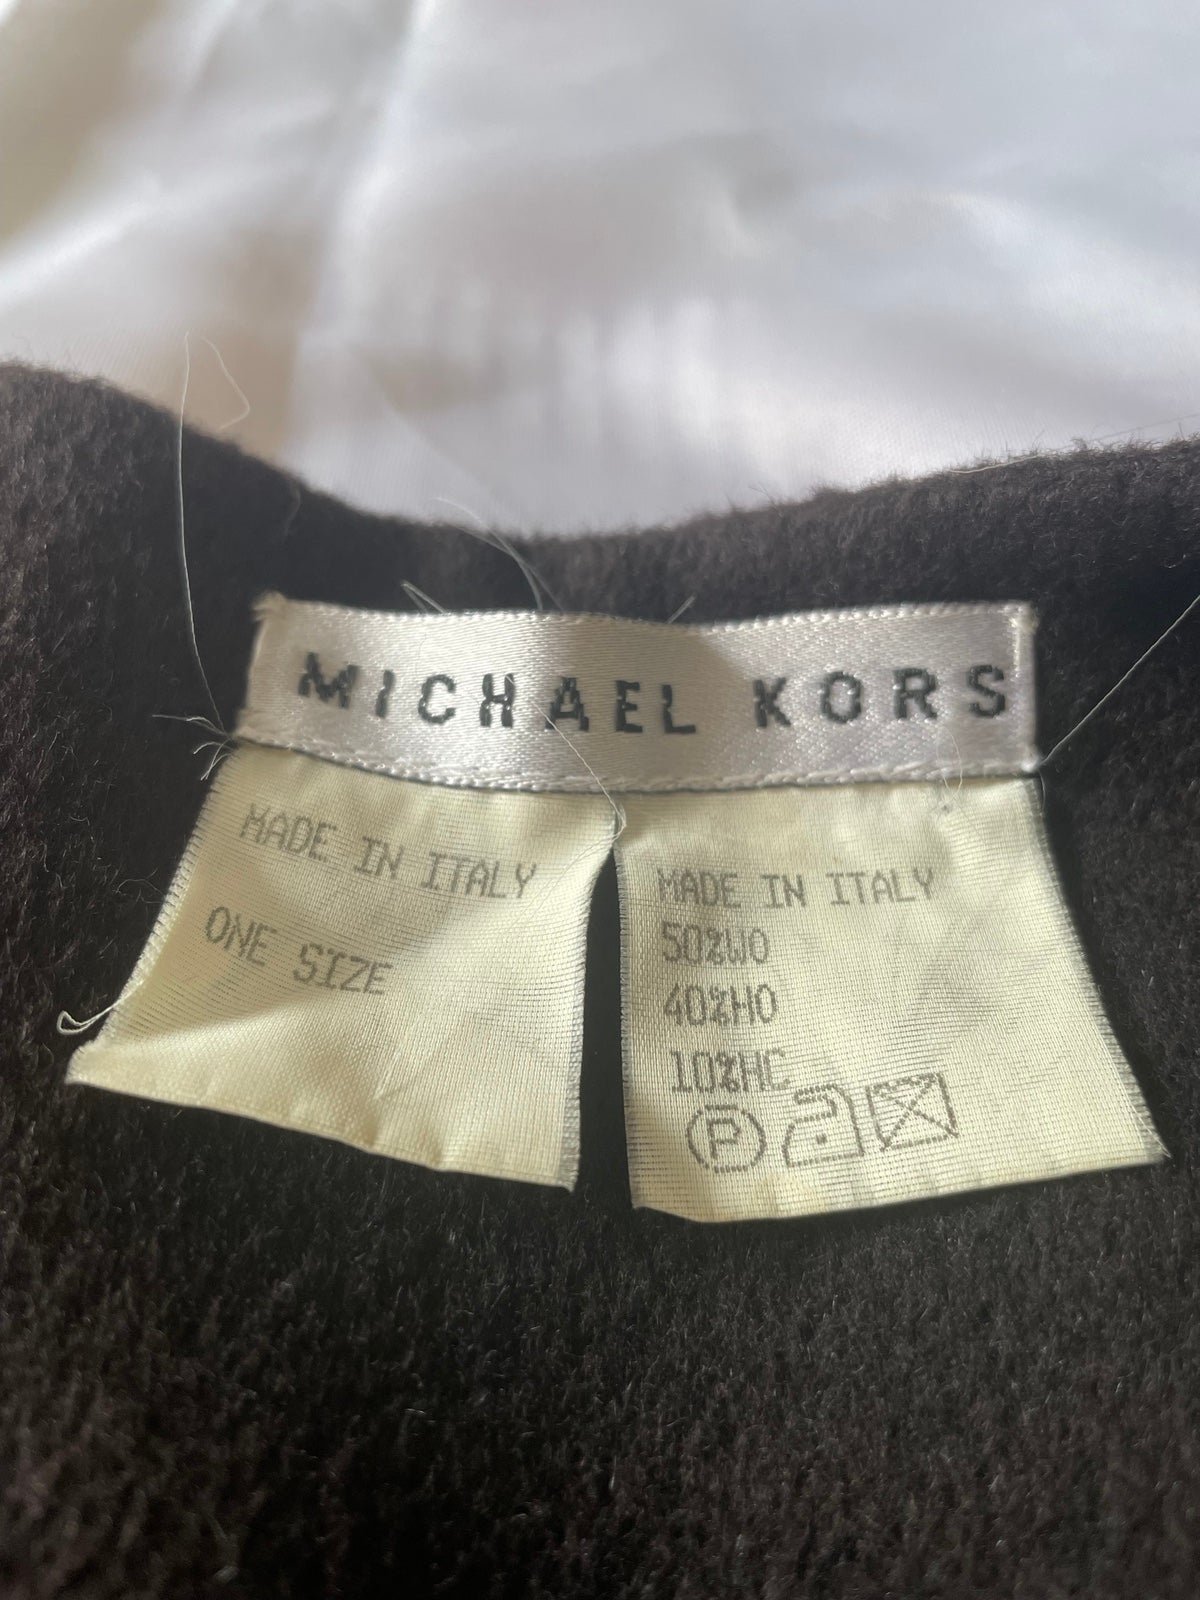 MICHAEL KORS
MADE IN ITALY
ONE SIZE
MADE IN ITALY
50%WO
40%HO
10%HC
P